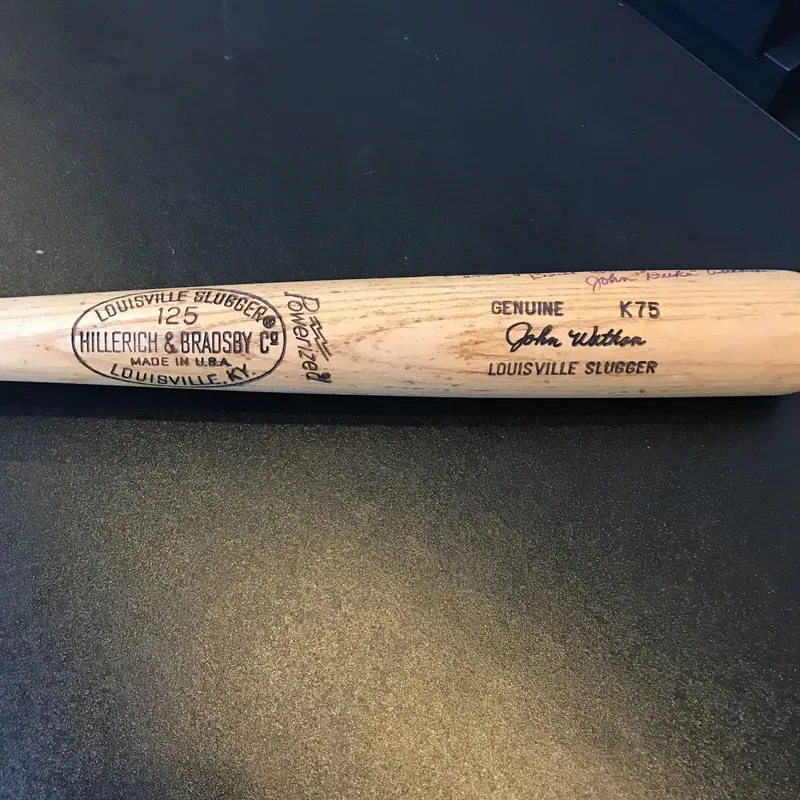 LOUISVILLE SLUGGER®
125
HILLERICH & BRADSBY Cº
MADE IN U.S.A.
LOUISVILLE, KY.
Powerized
GENUINE K75
John Wathan
LOUISVILLE SLUGGER
John "Duke" Wathan